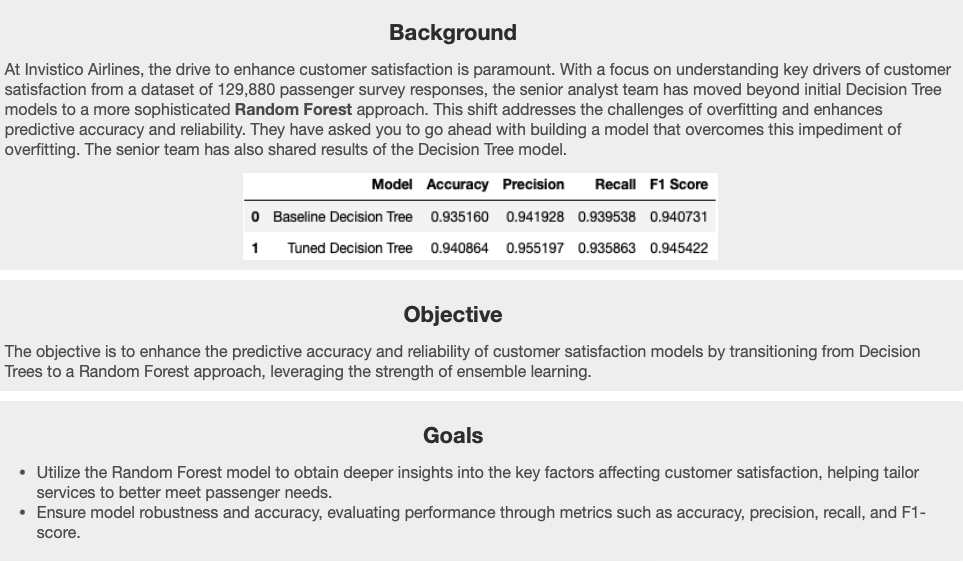 Background
At Invistico Airlines, the drive to enhance customer satisfaction is paramount. With a focus on understanding key drivers of customer
satisfaction from a dataset of 129,880 passenger survey responses, the senior analyst team has moved beyond initial Decision Tree
models to a more sophisticated Random Forest approach. This shift addresses the challenges of overfitting and enhances
predictive accuracy and reliability. They have asked you to go ahead with building a model that overcomes this impediment of
overfitting. The senior team has also shared results of the Decision Tree model.
Model Accuracy Precision Recall F1 Score
0 Baseline Decision Tree 0.935160 0.941928 0.939538 0.940731
1 Tuned Decision Tree 0.940864 0.955197 0.935863 0.945422
Objective
The objective is to enhance the predictive accuracy and reliability of customer satisfaction models by transitioning from Decision
Trees to a Random Forest approach, leveraging the strength of ensemble learning.
Goals
• Utilize the Random Forest model to obtain deeper insights into the key factors affecting customer satisfaction, helping tailor
services to better meet passenger needs.
• Ensure model robustness and accuracy, evaluating performance through metrics such as accuracy, precision, recall, and F1-
score.